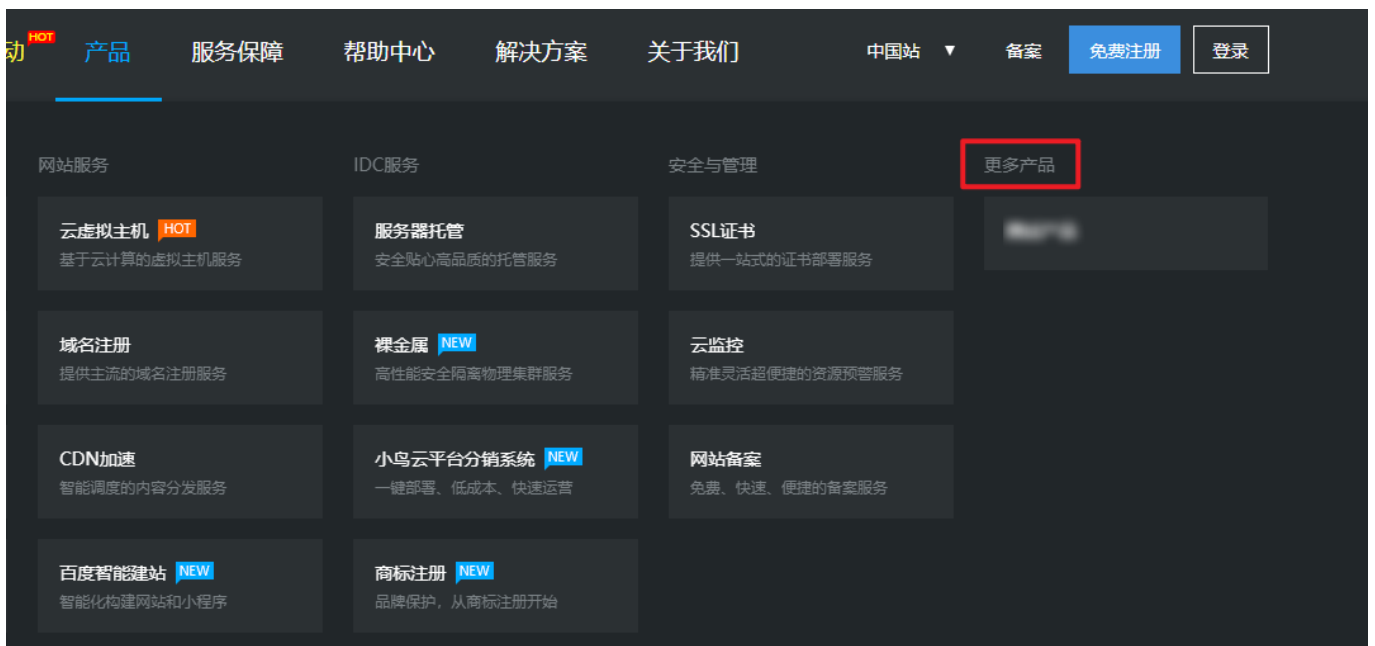 动 HOT 产品 服务保障 帮助中心 解决方案 关于我们 中国站 ▼ 备案 免费注册 登录
网站服务 IDC服务 安全与管理 更多产品
云虚拟主机 HOT 服务器托管 SSL证书
基于云计算的虚拟主机服务 安全贴心高品质的托管服务 提供一站式的证书部署服务
域名注册 裸金属 NEW 云监控
提供主流的域名注册服务 高性能安全隔离物理集群服务 精准灵活超便捷的资源预警服务
CDN加速 小鸟云平台分销系统 NEW 网站备案
智能调度的内容分发服务 一键部署、低成本、快速运营 免费、快速、便捷的备案服务
百度智能建站 NEW 商标注册 NEW
智能化构建网站和小程序 品牌保护，从商标注册开始